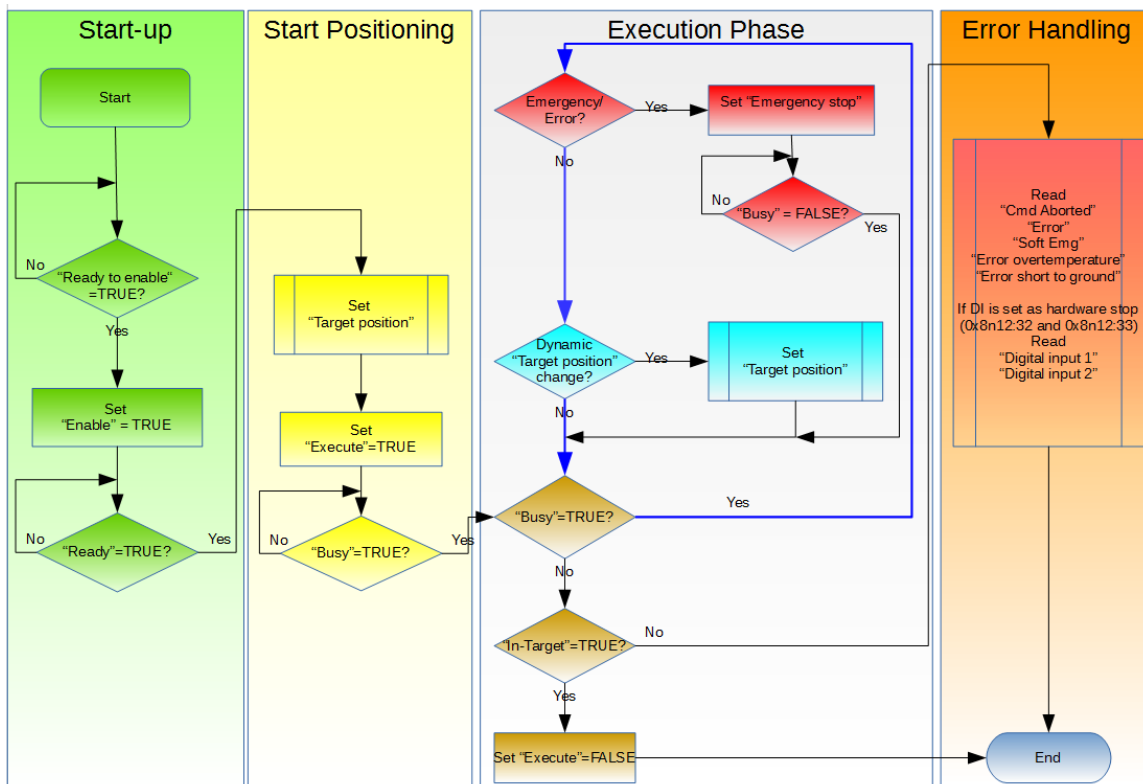 Start-up
Start
No
“Ready to enable“
=TRUE?
Yes
Set
“Enable” = TRUE
No
“Ready”=TRUE?
Yes
Start Positioning
Set
“Target position”
Set
“Execute”=TRUE
No
“Busy”=TRUE?
Yes
Execution Phase
Emergency/
Error?
Yes
Set “Emergency stop”
No
No
“Busy” = FALSE?
Yes
Dynamic
“Target position”
change?
Yes
Set
“Target position”
No
“Busy”=TRUE?
Yes
No
“In-Target”=TRUE?
No
Yes
Set “Execute”=FALSE
Error Handling
Read
“Cmd Aborted”
“Error”
“Soft Emg”
“Error overtemperature”
“Error short to ground”
If DI is set as hardware stop
(0x8n12:32 and 0x8n12:33)
Read
“Digital input 1”
“Digital input 2”
End